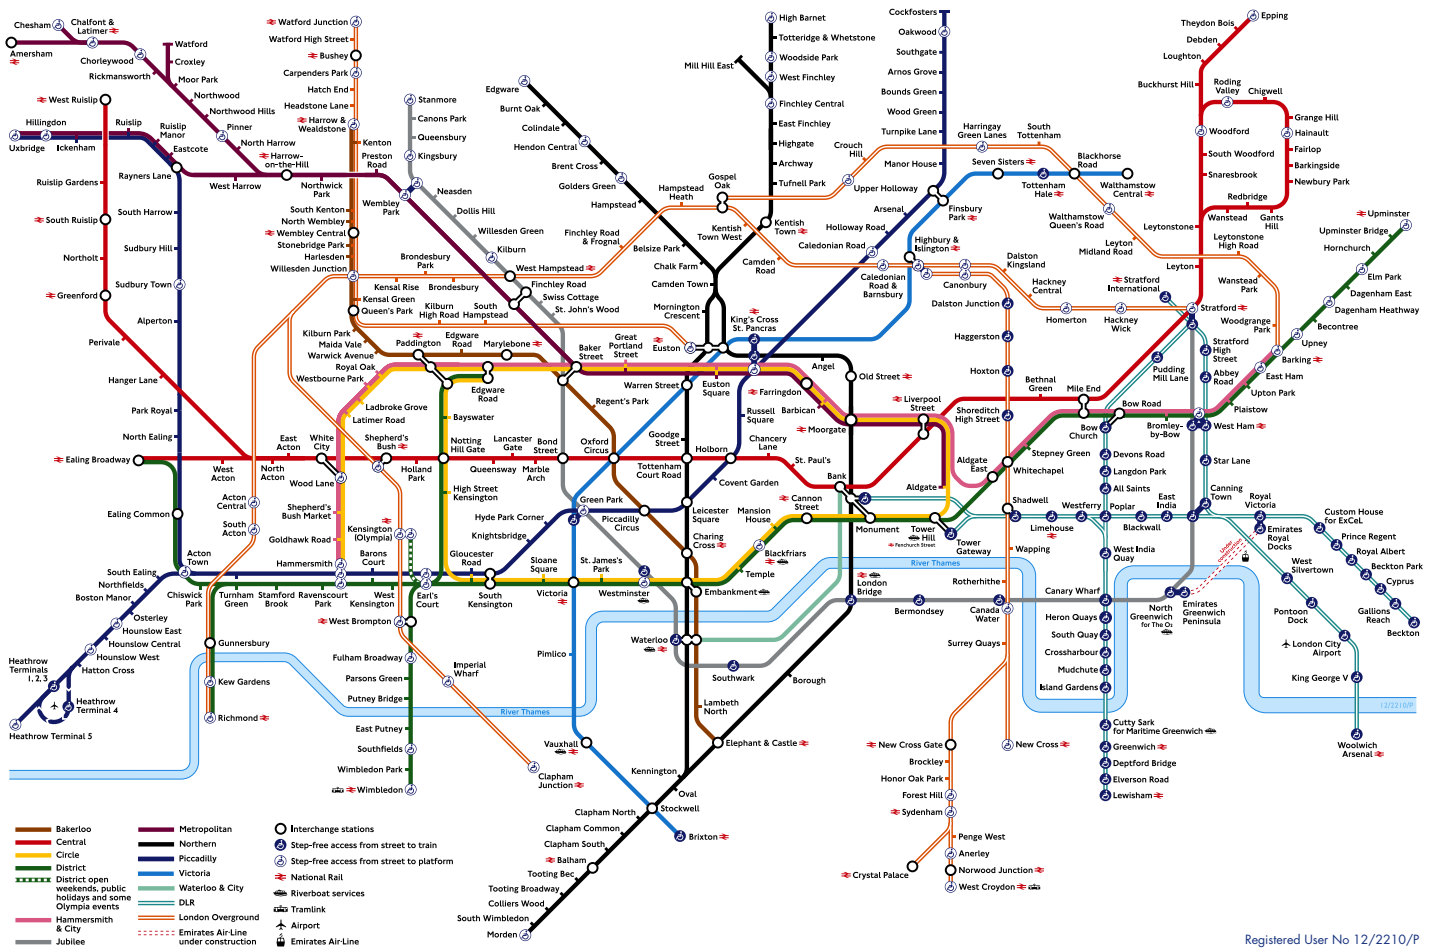 Chesham
Chalfont &
Latimer
Amersham
Chorleywood
Rickmansworth
Watford
Croxley
Moor Park
Northwood
Northwood Hills
Pinner
North Harrow
Harrow-
on-the-Hill
West Harrow
Northwick
Park
Preston
Road
Wembley
Park
West Ruislip
Hillingdon
Uxbridge
Ickenham
Ruislip
Ruislip
Manor
Eastcote
Rayners Lane
Ruislip Gardens
South Ruislip
Northolt
Greenford
Perivale
Hanger Lane
South Harrow
Sudbury Hill
Sudbury Town
Alperton
Park Royal
North Ealing
Ealing Broadway
Ealing Common
West
Acton
North
Acton
East
Acton
White
City
Shepherd's
Bush
Wood Lane
Shepherd's
Bush Market
Goldhawk Road
Hammersmith
Acton
Central
South
Acton
Acton
Town
South Ealing
Northfields
Boston Manor
Osterley
Hounslow East
Hounslow Central
Hounslow West
Hatton Cross
Heathrow
Terminals
1, 2, 3
Heathrow
Terminal 4
Heathrow Terminal 5
Chiswick
Park
Turnham
Green
Stamford
Brook
Ravenscourt
Park
Barons
Court
West
Kensington
Earl's
Court
Kensington
(Olympia)
Gunnersbury
Kew Gardens
Richmond
West Brompton
Fulham Broadway
Parsons Green
Putney Bridge
East Putney
Southfields
Wimbledon Park
Wimbledon
Imperial
Wharf
Clapham
Junction
Watford Junction
Watford High Street
Bushey
Carpenders Park
Hatch End
Headstone Lane
Harrow &
Wealdstone
Kenton
South Kenton
North Wembley
Wembley Central
Stonebridge Park
Harlesden
Willesden Junction
Kensal Green
Queen's Park
Kilburn Park
Maida Vale
Warwick Avenue
Royal Oak
Westbourne Park
Ladbroke Grove
Latimer Road
Paddington
Edgware
Road
Marylebone
Edgware
Road
Bayswater
Notting
Hill Gate
Holland
Park
High Street
Kensington
Queensway
Lancaster
Gate
Marble
Arch
Bond
Street
Oxford
Circus
Stanmore
Canons Park
Queensbury
Kingsbury
Neasden
Dollis Hill
Willesden Green
Kilburn
West Hampstead
Finchley Road
Swiss Cottage
St. John's Wood
Kensal Rise
Brondesbury
Park
Brondesbury
Kilburn
High Road
South
Hampstead
Baker
Street
Great
Portland
Street
Regent's Park
Warren Street
Euston
Square
Euston
Edgware
Burnt Oak
Colindale
Hendon Central
Brent Cross
Golders Green
Hampstead
Belsize Park
Chalk Farm
Camden Town
Mornington
Crescent
Finchley Road
& Frognal
Hampstead
Heath
Gospel
Oak
Kentish
Town West
Camden
Road
High Barnet
Totteridge & Whetstone
Woodside Park
West Finchley
Mill Hill East
Finchley Central
East Finchley
Highgate
Archway
Tufnell Park
Kentish
Town
Cockfosters
Oakwood
Southgate
Arnos Grove
Bounds Green
Wood Green
Turnpike Lane
Manor House
Crouch
Hill
Upper Holloway
Harringay
Green Lanes
South
Tottenham
Seven Sisters
Tottenham
Hale
Blackhorse
Road
Walthamstow
Central
Finsbury
Park
Arsenal
Holloway Road
Caledonian Road
Highbury &
Islington
Caledonian
Road &
Barnsbury
Canonbury
King's Cross
St. Pancras
Angel
Old Street
Farringdon
Barbican
Moorgate
Liverpool
Street
Russell
Square
Goodge
Street
Tottenham
Court Road
Holborn
Chancery
Lane
St. Paul's
Covent Garden
Leicester
Square
Piccadilly
Circus
Green Park
Hyde Park Corner
Knightsbridge
Gloucester
Road
South
Kensington
Sloane
Square
Victoria
St. James's
Park
Westminster
Charing
Cross
Embankment
Temple
Blackfriars
Mansion
House
Cannon
Street
Bank
Monument
Tower
Hill
Fenchurch Street
Tower
Gateway
Aldgate
Aldgate
East
London
Bridge
Waterloo
Southwark
Borough
Lambeth
North
Elephant & Castle
Kennington
Oval
Pimlico
Vauxhall
Stockwell
Brixton
Clapham North
Clapham Common
Clapham South
Balham
Tooting Bec
Tooting Broadway
Colliers Wood
South Wimbledon
Morden
River Thames
River Thames
Bermondsey
Canada
Water
Surrey Quays
Rotherhithe
Wapping
Shadwell
Whitechapel
Stepney Green
Shoreditch
High Street
Hoxton
Haggerston
Dalston Junction
Dalston
Kingsland
Hackney
Central
Homerton
Hackney
Wick
Walthamstow
Queen's Road
Leyton
Midland Road
Leytonstone
High Road
Wanstead
Park
Woodgrange
Park
Epping
Theydon Bois
Debden
Loughton
Buckhurst Hill
Roding
Valley
Chigwell
Grange Hill
Hainault
Fairlop
Barkingside
Newbury Park
Redbridge
Gants
Hill
Wanstead
Woodford
South Woodford
Snaresbrook
Leytonstone
Leyton
Stratford
International
Stratford
Stratford
High
Street
Abbey
Road
Pudding
Mill Lane
Bethnal
Green
Mile End
Bow Road
Bow
Church
Bromley-
by-Bow
West Ham
Plaistow
Upton Park
East Ham
Barking
Upney
Becontree
Dagenham Heathway
Dagenham East
Elm Park
Hornchurch
Upminster Bridge
Upminster
Star Lane
Canning
Town
Devons Road
Langdon Park
All Saints
Limehouse
Westferry
Poplar
Blackwall
East
India
West India
Quay
Canary Wharf
Heron Quays
South Quay
Crossharbour
Mudchute
Island Gardens
Cutty Sark
for Maritime Greenwich
Greenwich
Deptford Bridge
Elverson Road
Lewisham
North
Greenwich
for The O2
Emirates
Greenwich
Peninsula
Under
construction
Royal
Victoria
Emirates
Royal
Docks
Custom House
for ExCeL
Prince Regent
Royal Albert
Beckton Park
Cyprus
Gallions
Reach
Beckton
West
Silvertown
Pontoon
Dock
London City
Airport
King George V
Woolwich
Arsenal
New Cross Gate
New Cross
Brockley
Honor Oak Park
Forest Hill
Sydenham
Crystal Palace
Penge West
Anerley
Norwood Junction
West Croydon
12/2210/P
Bakerloo
Central
Circle
District
District open
weekends, public
holidays and some
Olympia events
Hammersmith
& City
Jubilee
Metropolitan
Northern
Piccadilly
Victoria
Waterloo & City
DLR
London Overground
Emirates Air-Line
under construction
Interchange stations
Step-free access from street to train
Step-free access from street to platform
National Rail
Riverboat services
Tramlink
Airport
Emirates Air-Line
Registered User No 12/2210/P